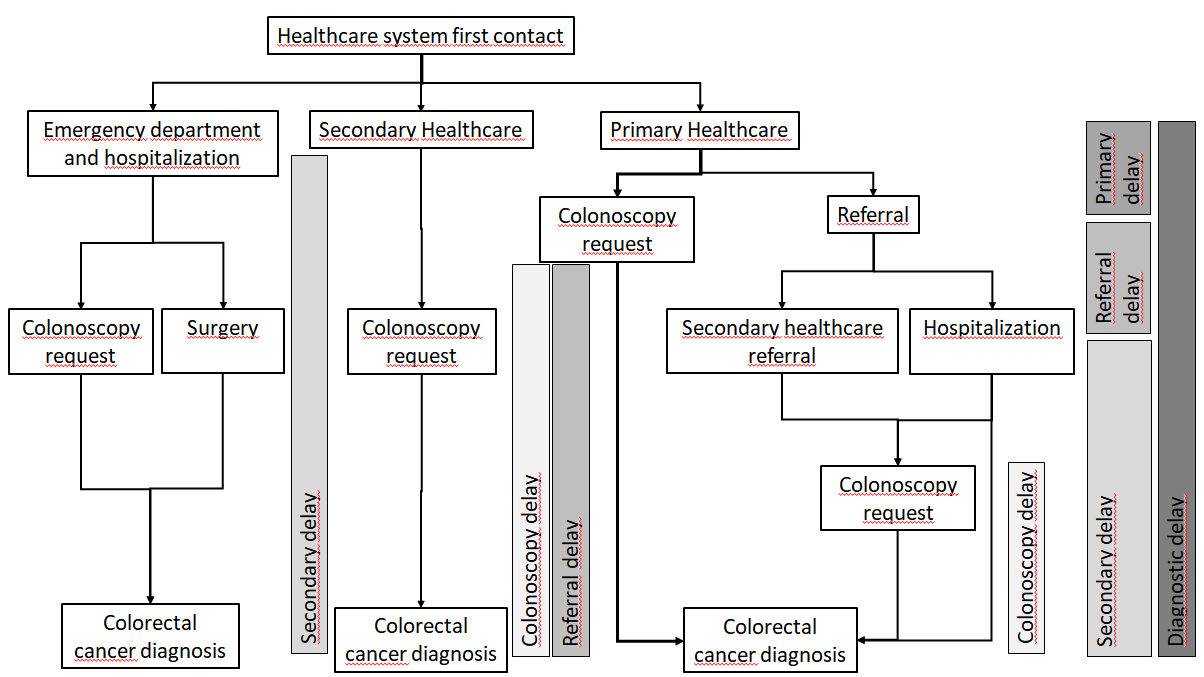 Healthcare system first contact
Emergency department
and hospitalization
Secondary Healthcare
Primary Healthcare
Primary
delay
Colonoscopy
request
Referral
Referral
delay
Colonoscopy
request
Surgery
Colonoscopy
request
Secondary healthcare
referral
Hospitalization
Colonoscopy
request
Secondary delay
Colonoscopy delay
Referral delay
Colonoscopy delay
Secondary delay
Diagnostic delay
Colorectal
cancer diagnosis
Colorectal
cancer diagnosis
Colorectal
cancer diagnosis